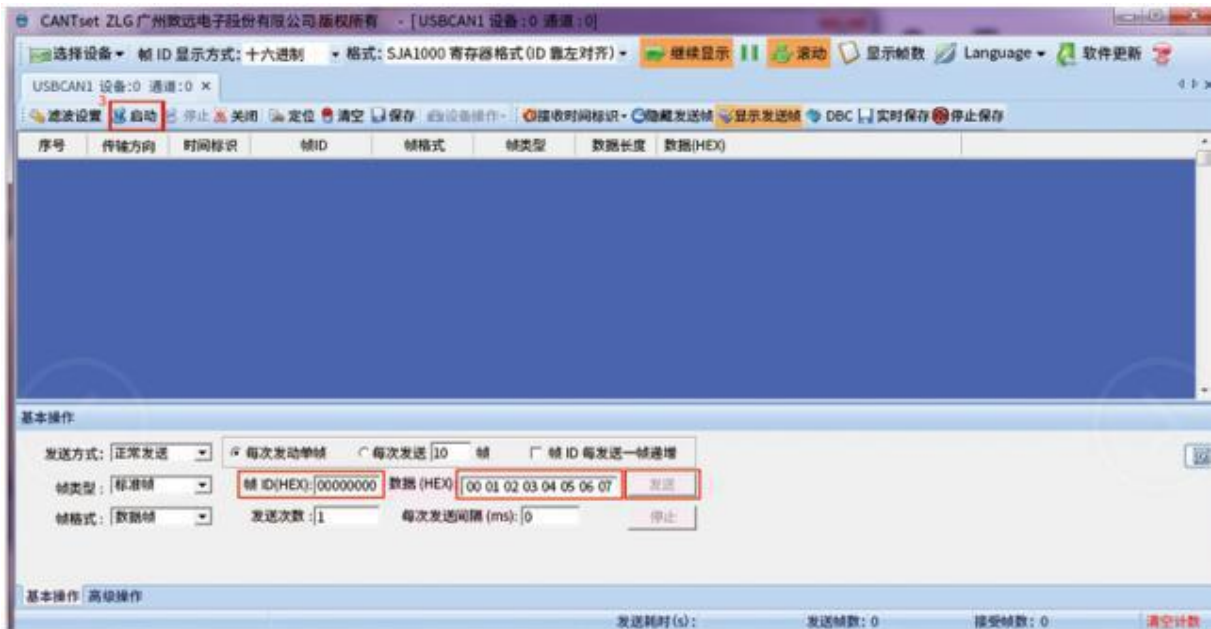 CANTset ZLG 广州致远电子股份有限公司版权所有 - [USBCAN1 设备:0 通道:0]
选择设备 帧 ID 显示方式: 十六进制 格式: SJA1000 寄存器格式(ID 靠左对齐) 继续显示 滚动 显示帧数 Language 软件更新
USBCAN1 设备:0 通道:0 ×
3
滤波设置 启动 停止 关闭 定位 清空 保存 设备操作 接收时间标识 隐藏发送帧 显示发送帧 DBC 实时保存 停止保存
序号 传输方向 时间标识 帧ID 帧格式 帧类型 数据长度 数据(HEX)
基本操作
发送方式: 正常发送 每次发动单帧 每次发送 10 帧 帧 ID 每发送一帧递增
帧类型: 标准帧 帧 ID(HEX): 00000000 数据 (HEX) 00 01 02 03 04 05 06 07 发送
帧格式: 数据帧 发送次数 : 1 每次发送间隔 (ms): 0 停止
基本操作 高级操作
发送耗时(s): 发送帧数: 0 接受帧数: 0 清空计数